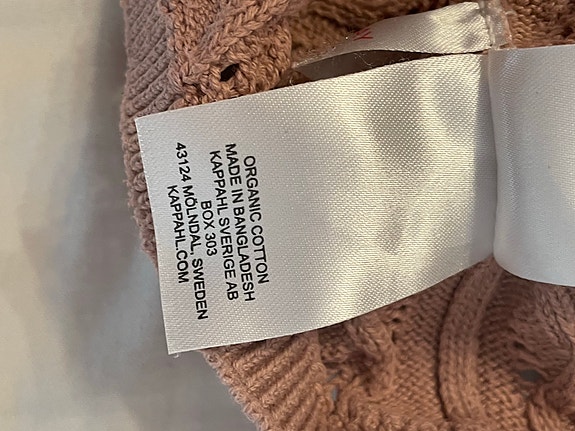 ORGANIC COTTON
MADE IN BANGLADESH
KAPPAHL SVERIGE AB
BOX 303
43124 MÖLNDAL, SWEDEN
KAPPAHL.COM